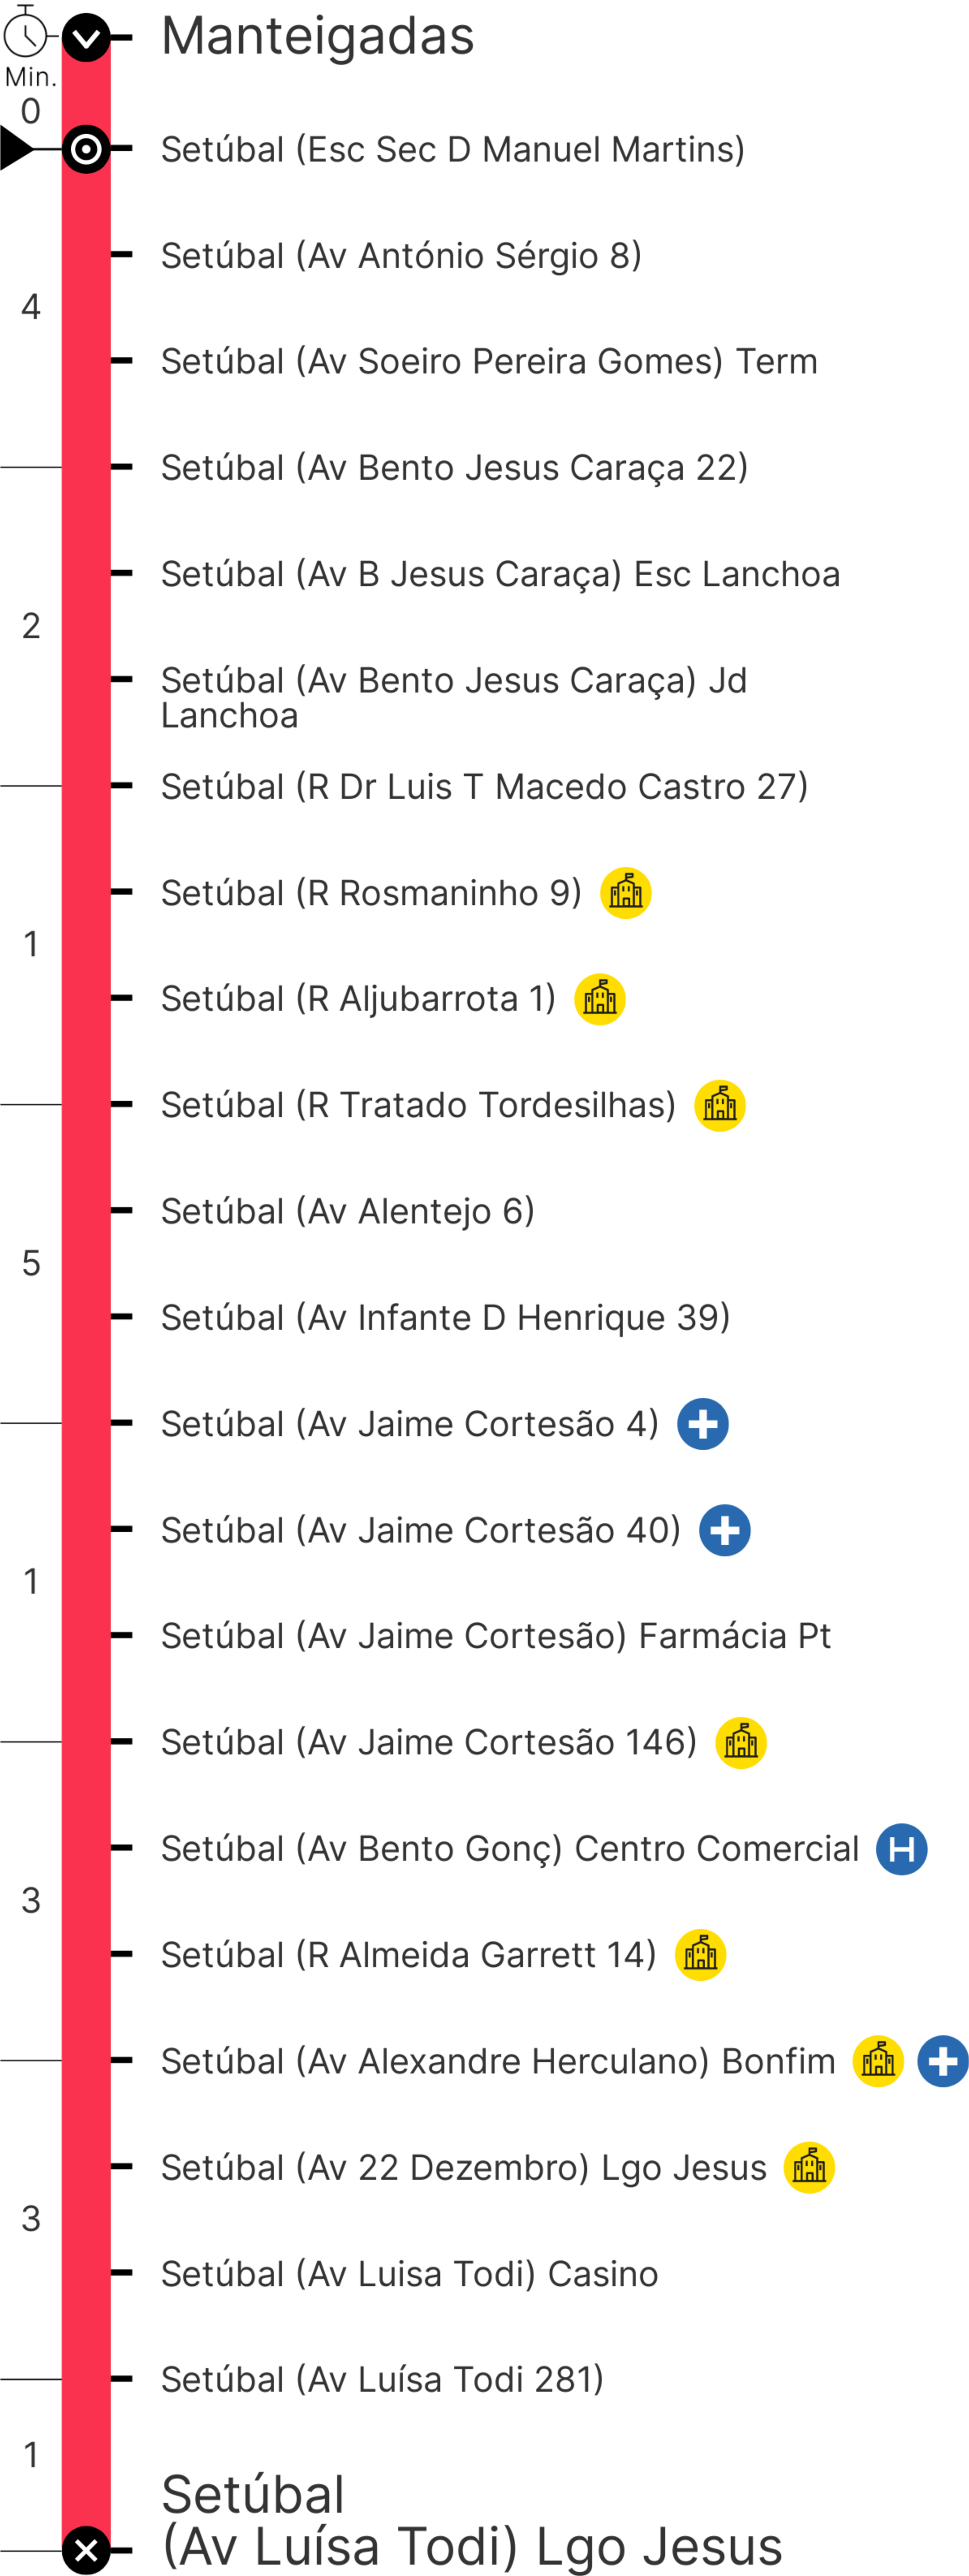 Manteigadas
Min.
0
Setúbal (Esc Sec D Manuel Martins)
Setúbal (Av António Sérgio 8)
4
Setúbal (Av Soeiro Pereira Gomes) Term
Setúbal (Av Bento Jesus Caraça 22)
Setúbal (Av B Jesus Caraça) Esc Lanchoa
2
Setúbal (Av Bento Jesus Caraça) Jd
Lanchoa
Setúbal (R Dr Luis T Macedo Castro 27)
Setúbal (R Rosmaninho 9)
1
Setúbal (R Aljubarrota 1)
Setúbal (R Tratado Tordesilhas)
Setúbal (Av Alentejo 6)
5
Setúbal (Av Infante D Henrique 39)
Setúbal (Av Jaime Cortesão 4)
Setúbal (Av Jaime Cortesão 40)
1
Setúbal (Av Jaime Cortesão) Farmácia Pt
Setúbal (Av Jaime Cortesão 146)
Setúbal (Av Bento Gonç) Centro Comercial H
3
Setúbal (R Almeida Garrett 14)
Setúbal (Av Alexandre Herculano) Bonfim
Setúbal (Av 22 Dezembro) Lgo Jesus
3
Setúbal (Av Luisa Todi) Casino
Setúbal (Av Luísa Todi 281)
1
Setúbal
(Av Luísa Todi) Lgo Jesus